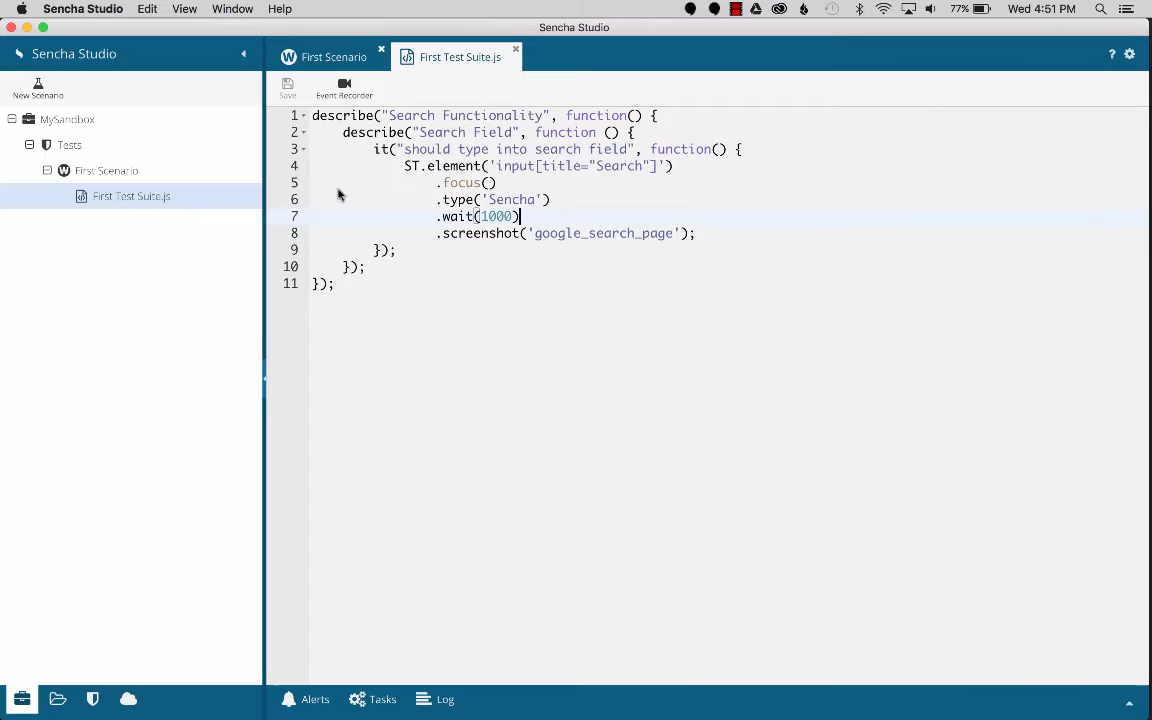 Sencha Studio Edit View Window Help 77% Wed 4:51 PM
Sencha Studio
Sencha Studio
First Scenario
First Test Suite.js
?
New Scenario
Save
Event Recorder
MySandbox
Tests
First Scenario
First Test Suite.js
1 describe("Search Functionality", function() {
2 describe("Search Field", function () {
3 it("should type into search field", function() {
4 ST.element('input[title="Search"]')
5 .focus()
6 .type('Sencha')
7 .wait(1000)
8 .screenshot('google_search_page');
9 });
10 });
11 });
Alerts Tasks Log